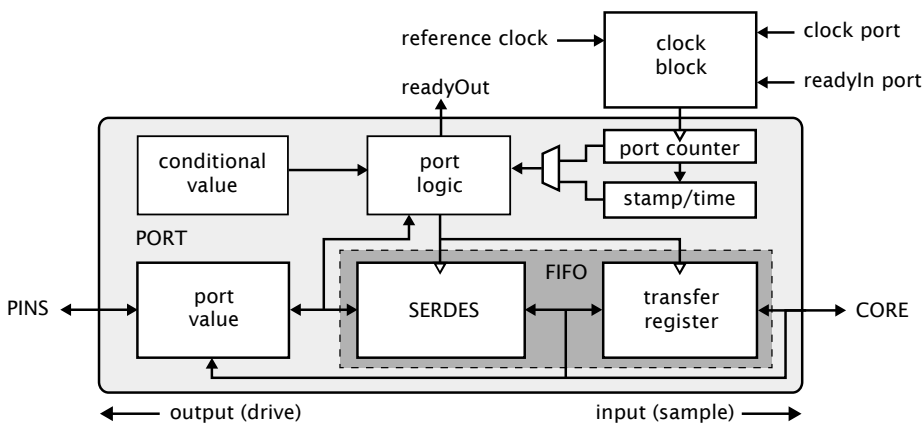 reference clock
clock
block
clock port
readyIn port
readyOut
conditional
value
port
logic
port counter
stamp/time
PORT
FIFO
PINS
port
value
SERDES
transfer
register
CORE
output (drive)
input (sample)